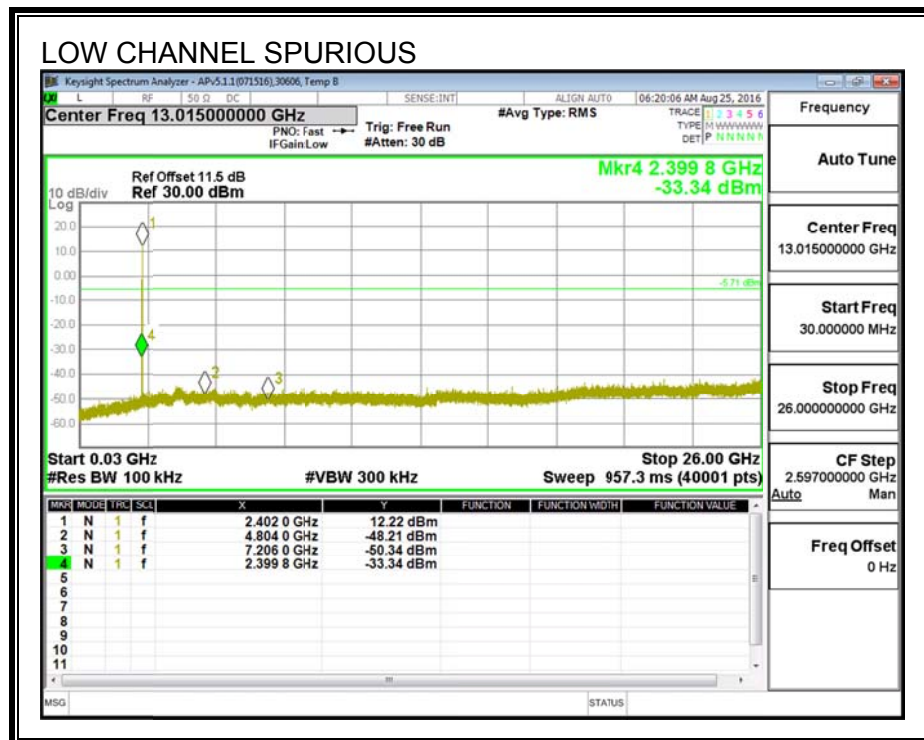 LOW CHANNEL SPURIOUS
Keysight Spectrum Analyzer - APv5.1.1(071516),30606, Temp B
L RF 50 Ω DC SENSE:INT ALIGN AUTO 06:20:06 AM Aug 25, 2016
Center Freq 13.015000000 GHz
PNO: Fast
IFGain:Low
Trig: Free Run
#Atten: 30 dB
#Avg Type: RMS
TRACE 1 2 3 4 5 6
TYPE M WWWWW
DET P N N N N N
Mkr4 2.399 8 GHz
-33.34 dBm
Ref Offset 11.5 dB
10 dB/div Ref 30.00 dBm
Log
20.0
10.0
0.00
-10.0
-20.0
-30.0
-40.0
-50.0
-60.0
1
4
2
3
-5.71 dBm
Start 0.03 GHz Stop 26.00 GHz
#Res BW 100 kHz #VBW 300 kHz Sweep 957.3 ms (40001 pts)
MKR MODE TRC SCL X Y FUNCTION FUNCTION WIDTH FUNCTION VALUE
1 N 1 f 2.402 0 GHz 12.22 dBm
2 N 1 f 4.804 0 GHz -48.21 dBm
3 N 1 f 7.206 0 GHz -50.34 dBm
4 N 1 f 2.399 8 GHz -33.34 dBm
5
6
7
8
9
10
11
MSG STATUS
Frequency
Auto Tune
Center Freq
13.015000000 GHz
Start Freq
30.000000 MHz
Stop Freq
26.000000000 GHz
CF Step
2.597000000 GHz
Auto Man
Freq Offset
0 Hz